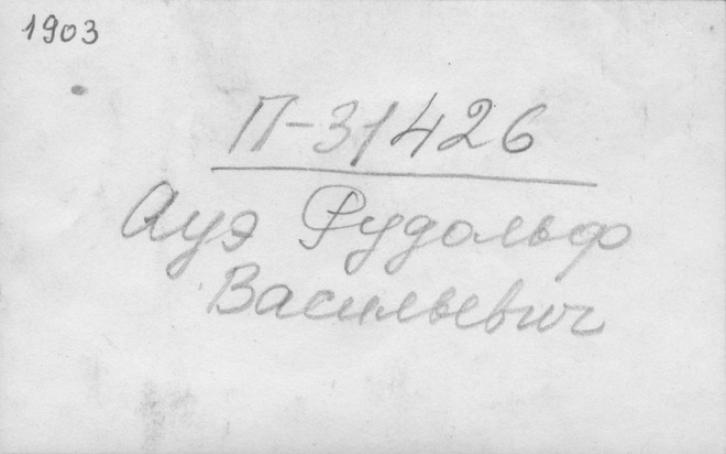 1903
П-31426
Ауэ Рудольф
Васильевич